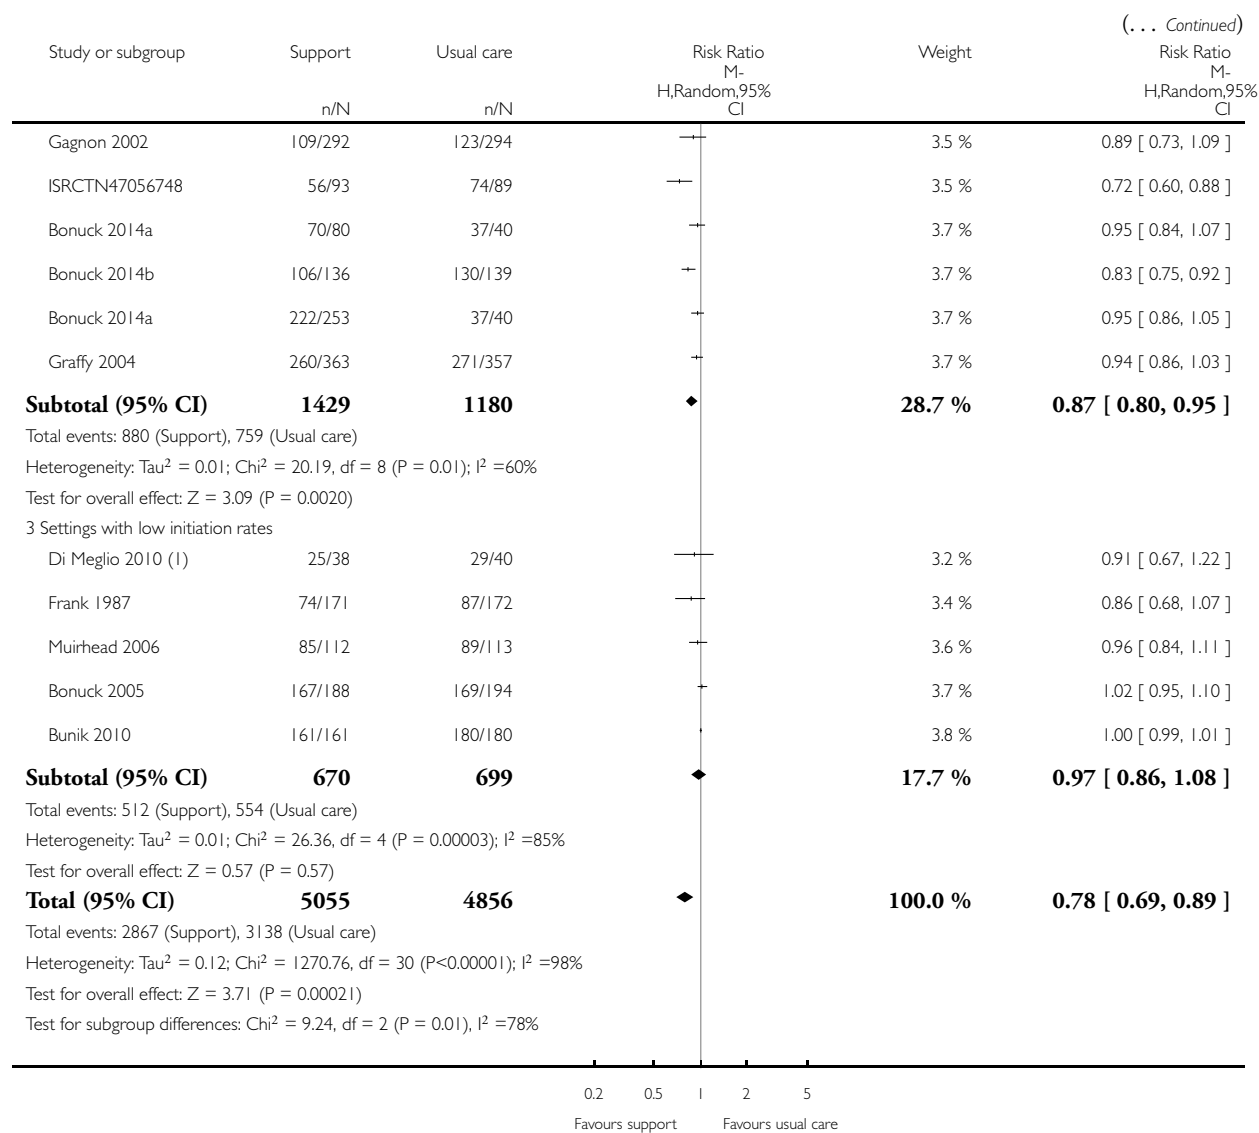 (... Continued)
Study or subgroup Support Usual care Risk Ratio Weight Risk Ratio
M- M-
H,Random,95% H,Random,95%
n/N n/N CI CI
Gagnon 2002 109/292 123/294 3.5 % 0.89 [ 0.73, 1.09 ]
ISRCTN47056748 56/93 74/89 3.5 % 0.72 [ 0.60, 0.88 ]
Bonuck 2014a 70/80 37/40 3.7 % 0.95 [ 0.84, 1.07 ]
Bonuck 2014b 106/136 130/139 3.7 % 0.83 [ 0.75, 0.92 ]
Bonuck 2014a 222/253 37/40 3.7 % 0.95 [ 0.86, 1.05 ]
Graffy 2004 260/363 271/357 3.7 % 0.94 [ 0.86, 1.03 ]
Subtotal (95% CI) 1429 1180 28.7 % 0.87 [ 0.80, 0.95 ]
Total events: 880 (Support), 759 (Usual care)
Heterogeneity: Tau² = 0.01; Chi² = 20.19, df = 8 (P = 0.01); I² =60%
Test for overall effect: Z = 3.09 (P = 0.0020)
3 Settings with low initiation rates
Di Meglio 2010 (1) 25/38 29/40 3.2 % 0.91 [ 0.67, 1.22 ]
Frank 1987 74/171 87/172 3.4 % 0.86 [ 0.68, 1.07 ]
Muirhead 2006 85/112 89/113 3.6 % 0.96 [ 0.84, 1.11 ]
Bonuck 2005 167/188 169/194 3.7 % 1.02 [ 0.95, 1.10 ]
Bunik 2010 161/161 180/180 3.8 % 1.00 [ 0.99, 1.01 ]
Subtotal (95% CI) 670 699 17.7 % 0.97 [ 0.86, 1.08 ]
Total events: 512 (Support), 554 (Usual care)
Heterogeneity: Tau² = 0.01; Chi² = 26.36, df = 4 (P = 0.00003); I² =85%
Test for overall effect: Z = 0.57 (P = 0.57)
Total (95% CI) 5055 4856 100.0 % 0.78 [ 0.69, 0.89 ]
Total events: 2867 (Support), 3138 (Usual care)
Heterogeneity: Tau² = 0.12; Chi² = 1270.76, df = 30 (P<0.00001); I² =98%
Test for overall effect: Z = 3.71 (P = 0.00021)
Test for subgroup differences: Chi² = 9.24, df = 2 (P = 0.01), I² =78%
0.2 0.5 1 2 5
Favours support Favours usual care